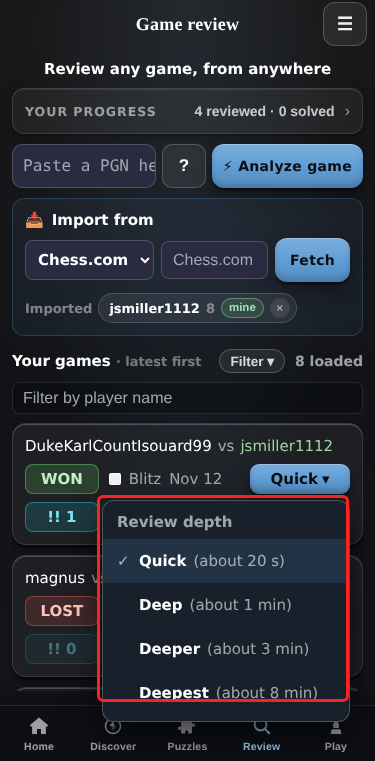 Game review
☰
Review any game, from anywhere
YOUR PROGRESS 4 reviewed · 0 solved ›
Paste a PGN he ? ⚡ Analyze game
📥 Import from
Chess.com Chess.com Fetch
Imported jsmiller1112 8 mine ×
Your games · latest first Filter ▾ 8 loaded
Filter by player name
DukeKarlCountIsouard99 vs jsmiller1112
WON Blitz Nov 12 Quick ▾
!! 1
Review depth
✓ Quick (about 20 s)
Deep (about 1 min)
Deeper (about 3 min)
Deepest (about 8 min)
magnus vs
LOST
!! 0
Home Discover Puzzles Review Play